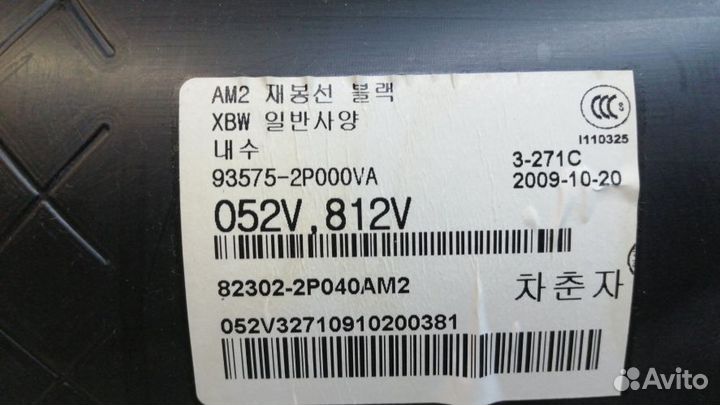 AM2 재봉선 블랙
XBW 일반사양
내수
93575-2P000VA
CCC S
I110325
3-271C
2009-10-20
052V,812V
82302-2P040AM2
차춘자
052V32710910200381
Avito